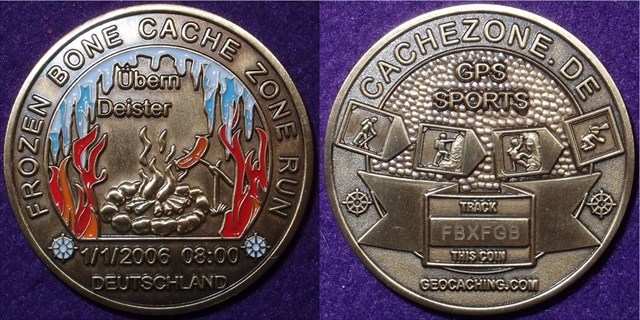 FROZEN BONE CACHE ZONE RUN
Übern
Deister
1/1/2006 08:00
DEUTSCHLAND
CACHEZONE.DE
GPS
SPORTS
TRACK
FBXFGB
THIS COIN
GEOCACHING.COM